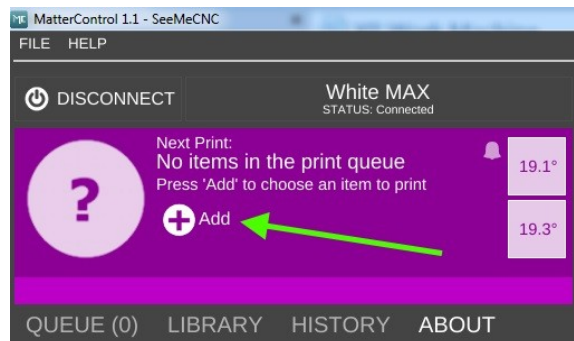 MC MatterControl 1.1 - SeeMeCNC
FILE HELP
DISCONNECT
White MAX
STATUS: Connected
Next Print:
No items in the print queue
Press 'Add' to choose an item to print
?
Add
19.1°
19.3°
QUEUE (0) LIBRARY HISTORY ABOUT